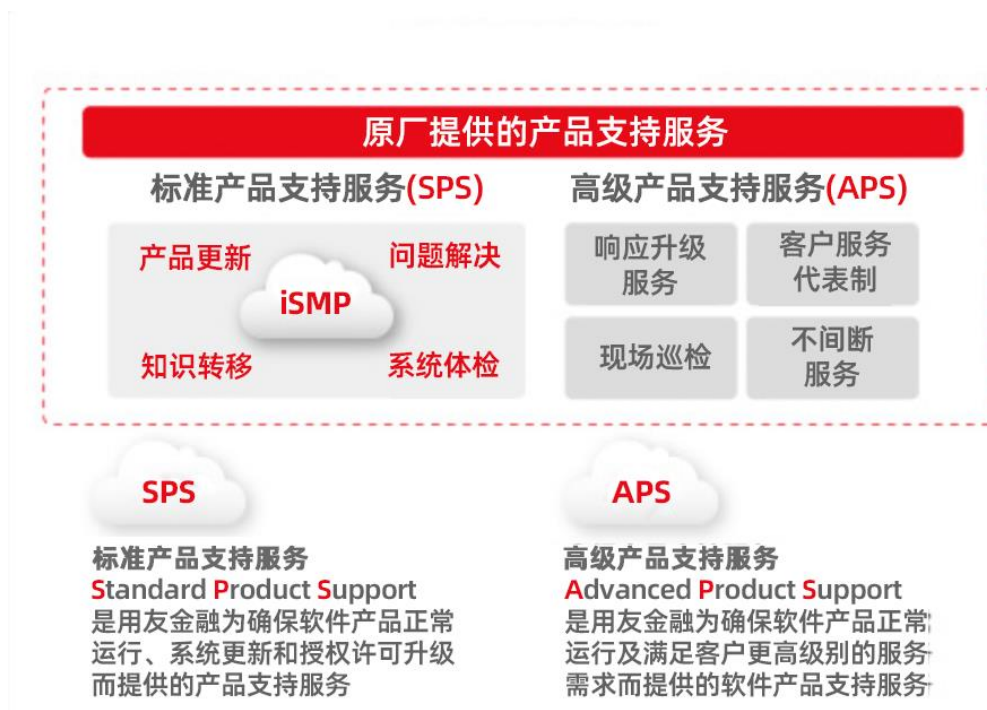 原厂提供的产品支持服务
标准产品支持服务(SPS)
高级产品支持服务(APS)
产品更新
问题解决
iSMP
知识转移
系统体检
响应升级
服务
客户服务
代表制
现场巡检
不间断
服务
SPS
标准产品支持服务
Standard Product Support
是用友金融为确保软件产品正常
运行、系统更新和授权许可升级
而提供的产品支持服务
APS
高级产品支持服务
Advanced Product Support
是用友金融为确保软件产品正常
运行及满足客户更高级别的服务
需求而提供的软件产品支持服务